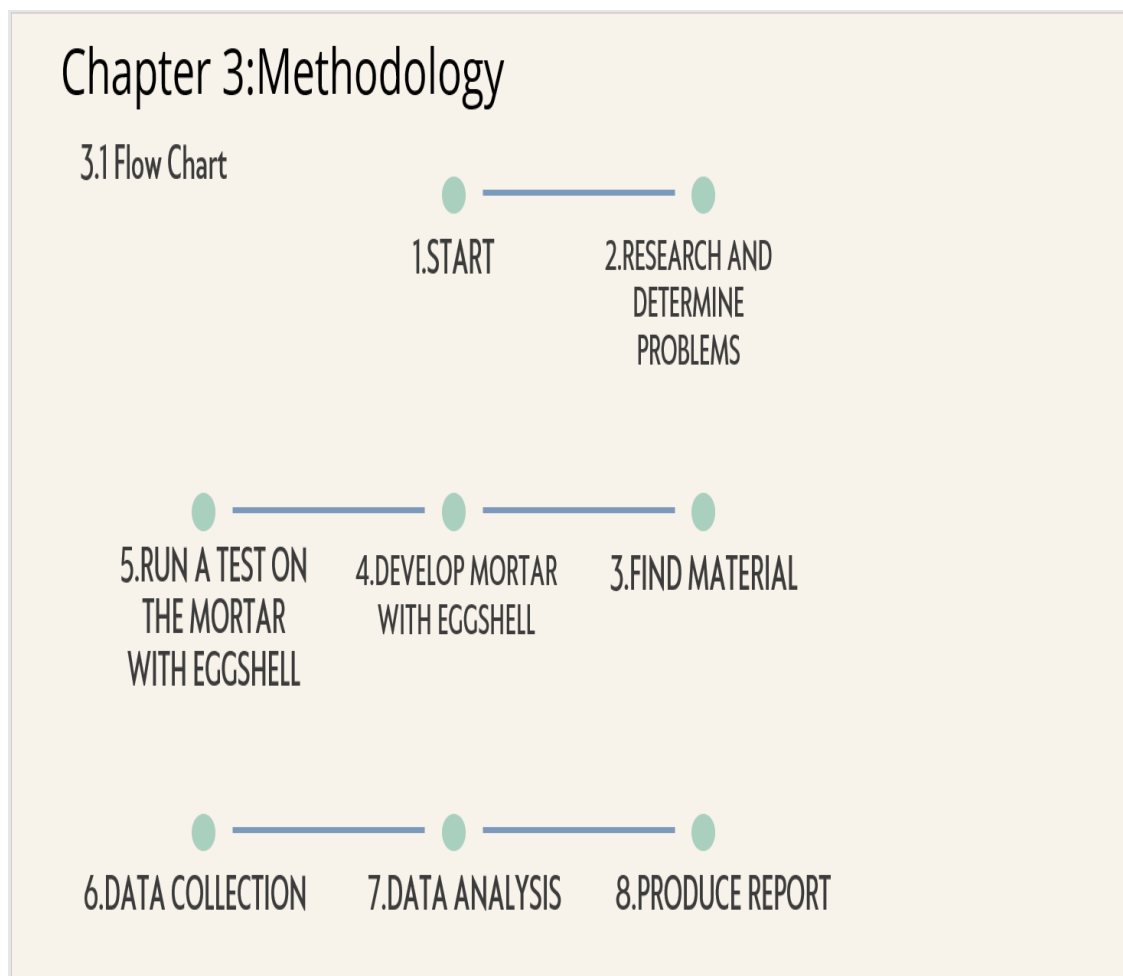 Chapter 3:Methodology
3.1 Flow Chart
1.START
2.RESEARCH AND
DETERMINE
PROBLEMS
3.FIND MATERIAL
4.DEVELOP MORTAR
WITH EGGSHELL
5.RUN A TEST ON
THE MORTAR
WITH EGGSHELL
6.DATA COLLECTION
7.DATA ANALYSIS
8.PRODUCE REPORT